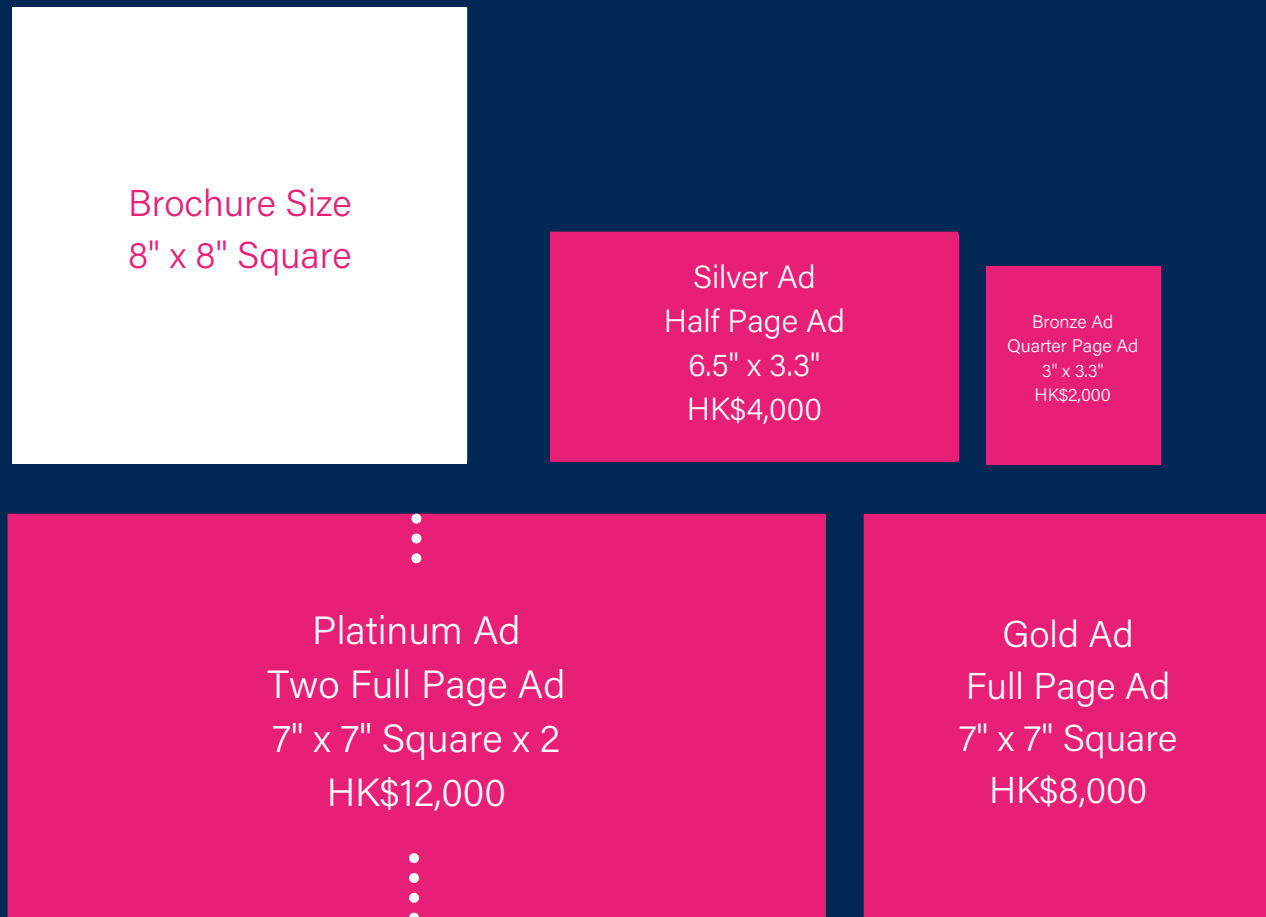 Brochure Size
8" x 8" Square
Silver Ad
Half Page Ad
6.5" x 3.3"
HK$4,000
Bronze Ad
Quarter Page Ad
3" x 3.3"
HK$2,000
Platinum Ad
Two Full Page Ad
7" x 7" Square x 2
HK$12,000
Gold Ad
Full Page Ad
7" x 7" Square
HK$8,000